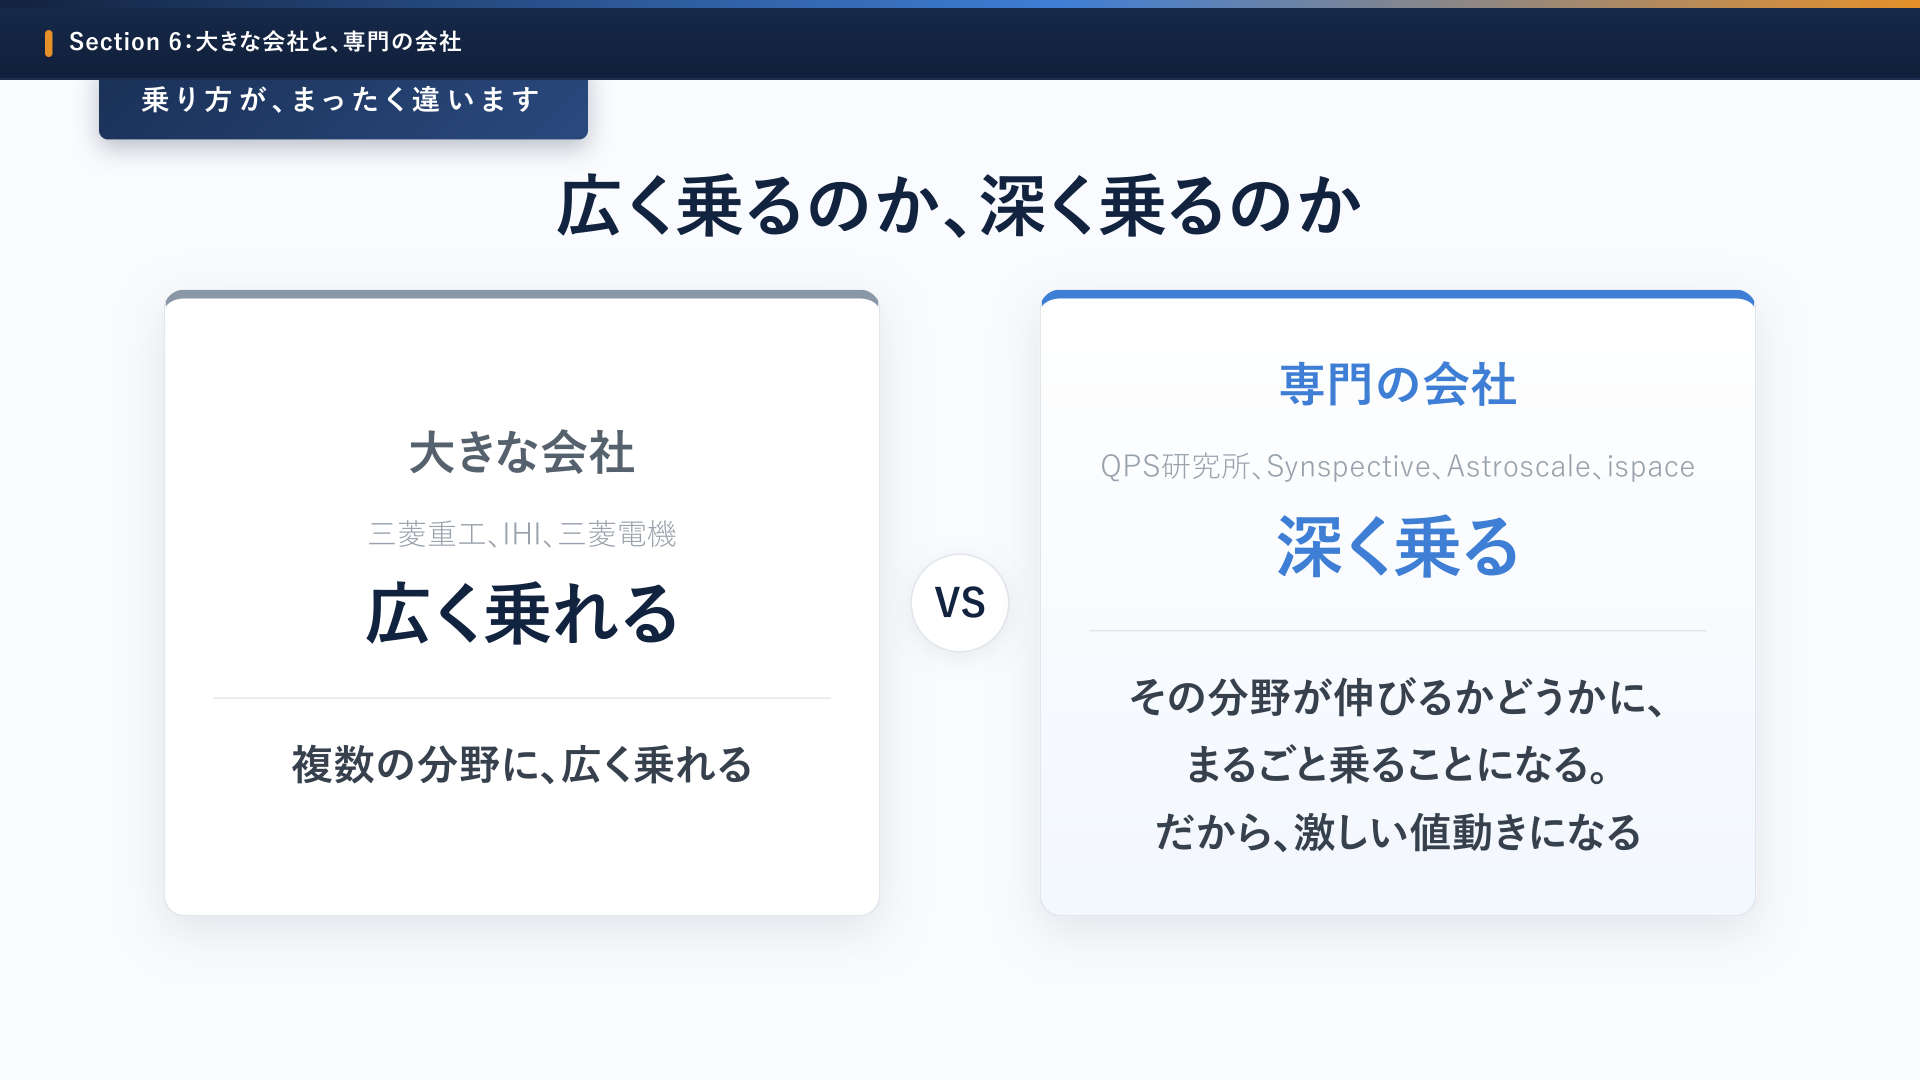 Section 6：大きな会社と、専門の会社
乗り方が、まったく違います
広く乗るのか、深く乗るのか
大きな会社
三菱重工、IHI、三菱電機
広く乗れる
複数の分野に、広く乗れる
VS
専門の会社
QPS研究所、Synspective、Astroscale、ispace
深く乗る
その分野が伸びるかどうかに、
まるごと乗ることになる。
だから、激しい値動きになる